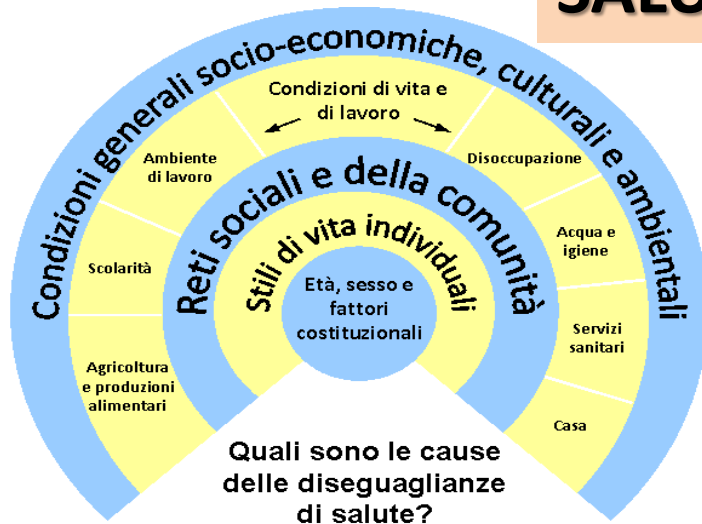 Condizioni generali socio-economiche, culturali e ambientali
Condizioni di vita e
di lavoro
Ambiente
di lavoro
Disoccupazione
Scolarità
Acqua e
igiene
Agricoltura
e produzioni
alimentari
Servizi
sanitari
Casa
Reti sociali e della comunità
Stili di vita individuali
Età, sesso e
fattori
costituzionali
Quali sono le cause
delle diseguaglianze
di salute?